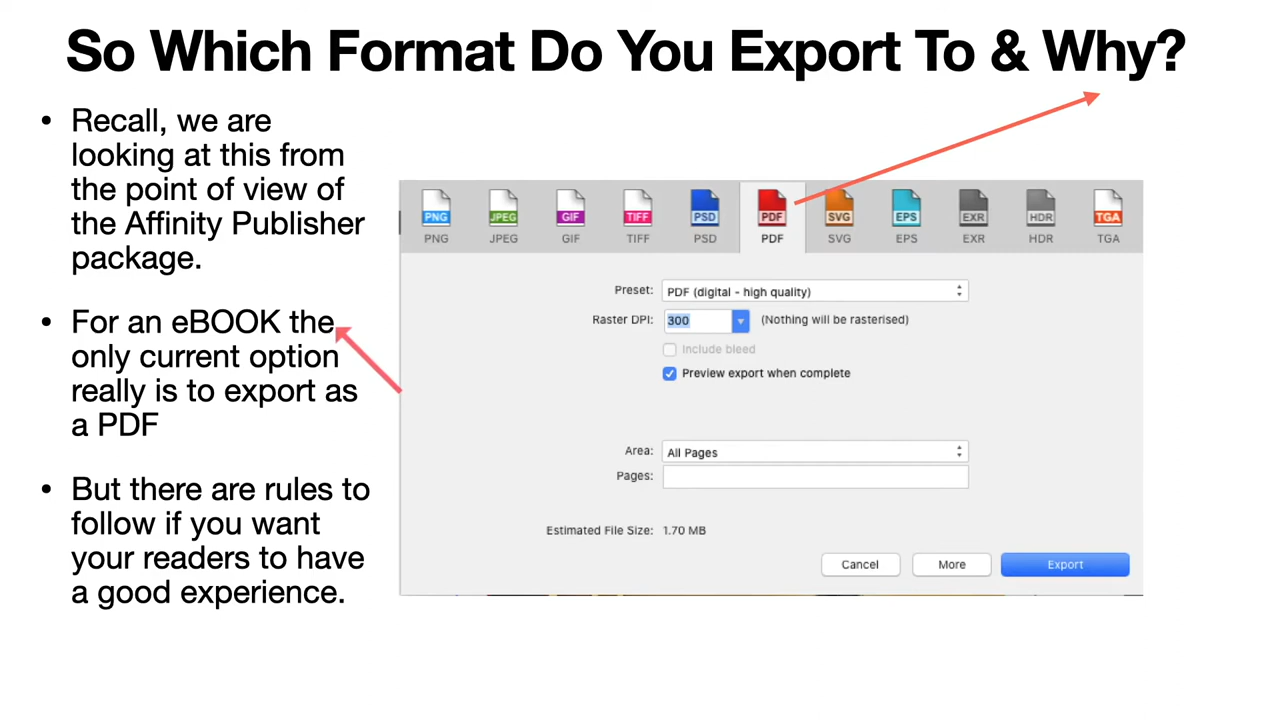 So Which Format Do You Export To & Why?
• Recall, we are
looking at this from
the point of view of
the Affinity Publisher
package.
• For an eBOOK the
only current option
really is to export as
a PDF
• But there are rules to
follow if you want
your readers to have
a good experience.
PNG JPEG GIF TIFF PSD PDF SVG EPS EXR HDR TGA
PNG JPEG GIF TIFF PSD PDF SVG EPS EXR HDR TGA
Preset: PDF (digital - high quality)
Raster DPI: 300 (Nothing will be rasterised)
Include bleed
Preview export when complete
Area: All Pages
Pages:
Estimated File Size: 1.70 MB
Cancel More Export